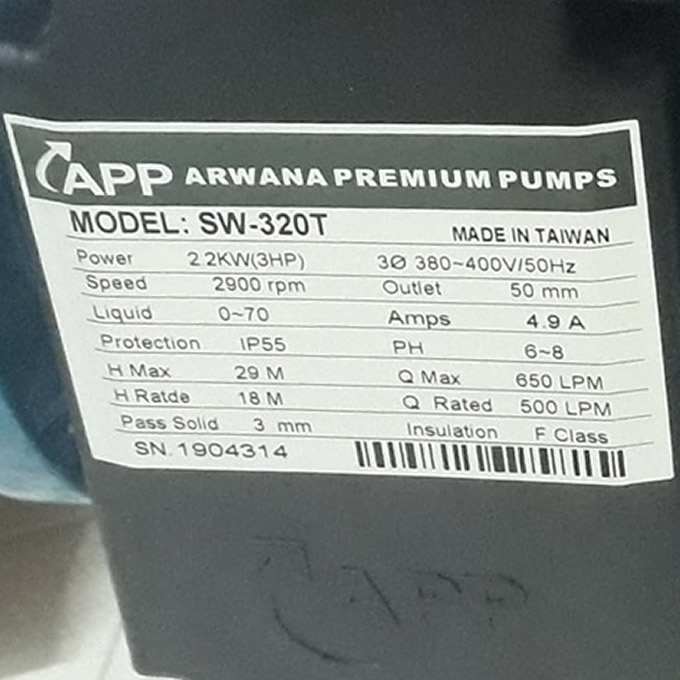 APP ARWANA PREMIUM PUMPS
MODEL: SW-320T MADE IN TAIWAN
Power 2.2KW(3HP) 3Ø 380~400V/50Hz
Speed 2900 rpm Outlet 50 mm
Liquid 0~70 Amps 4.9 A
Protection IP55 PH 6~8
H Max 29 M Q Max 650 LPM
H Ratde 18 M Q Rated 500 LPM
Pass Solid 3 mm Insulation F Class
SN.1904314